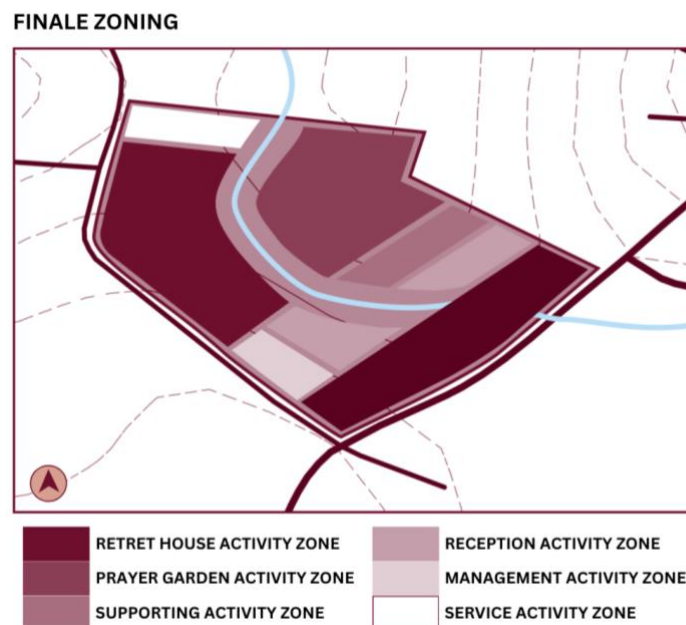 FINALE ZONING
RETRET HOUSE ACTIVITY ZONE
PRAYER GARDEN ACTIVITY ZONE
SUPPORTING ACTIVITY ZONE
RECEPTION ACTIVITY ZONE
MANAGEMENT ACTIVITY ZONE
SERVICE ACTIVITY ZONE